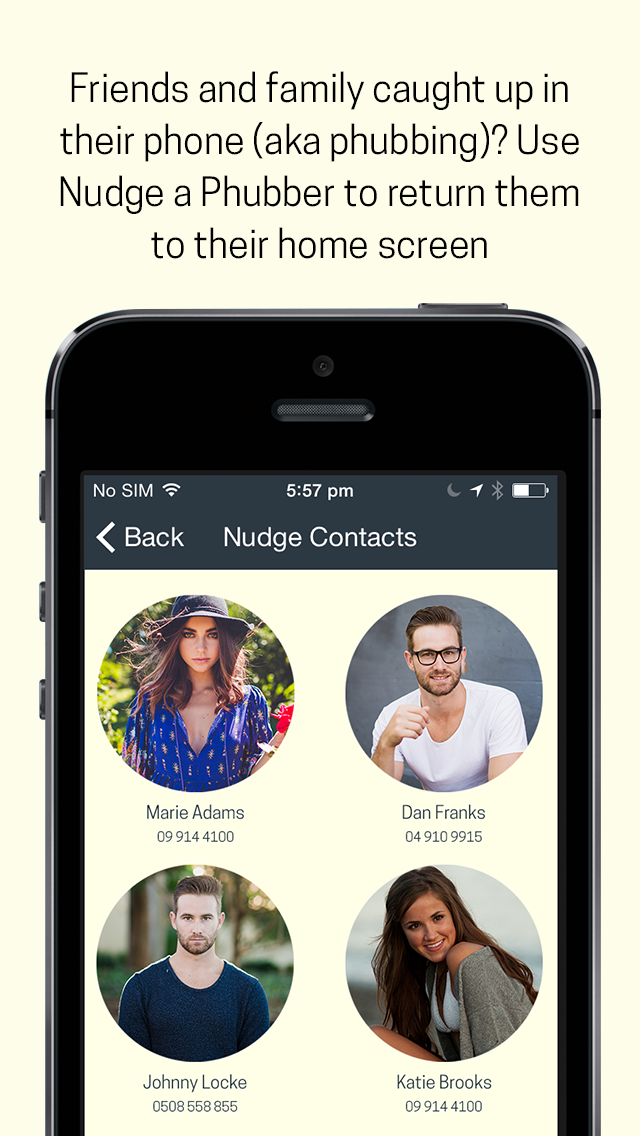 Friends and family caught up in
their phone (aka phubbing)? Use
Nudge a Phubber to return them
to their home screen
No SIM 5:57 pm
Back Nudge Contacts
Marie Adams Dan Franks
09 914 4100 04 910 9915
Johnny Locke Katie Brooks
0508 558 855 09 914 4100